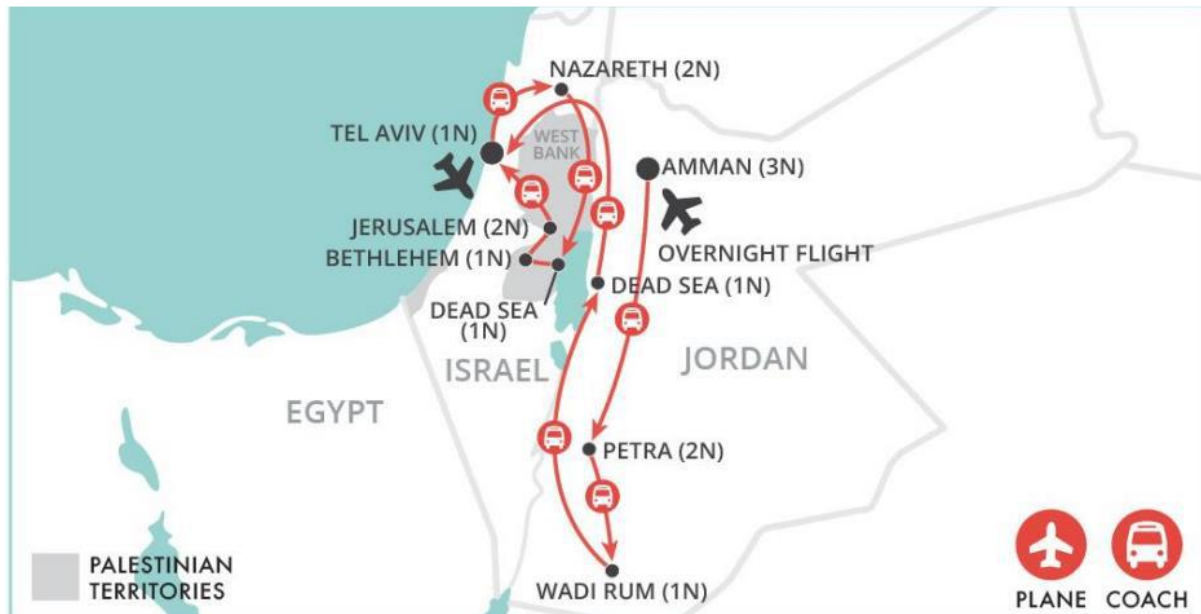 NAZARETH (2N)
TEL AVIV (1N)
WEST
BANK
AMMAN (3N)
JERUSALEM (2N)
OVERNIGHT FLIGHT
BETHLEHEM (1N)
DEAD SEA (1N)
DEAD SEA
(1N)
ISRAEL
JORDAN
EGYPT
PETRA (2N)
WADI RUM (1N)
PALESTINIAN
TERRITORIES
PLANE
COACH